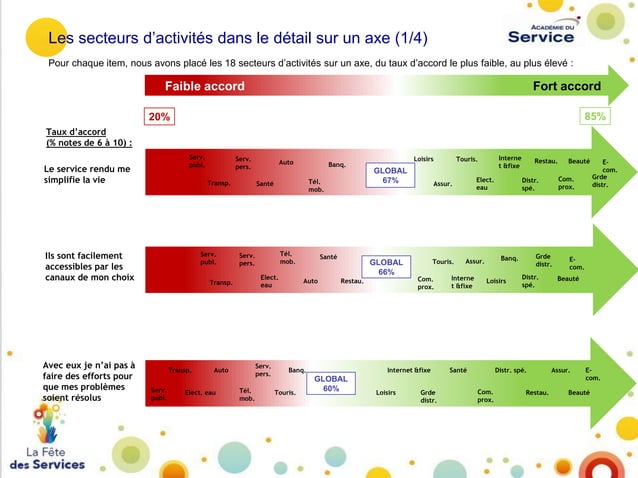 Les secteurs d'activités dans le détail sur un axe (1/4)
ACADÉMIE DU
Service
Pour chaque item, nous avons placé les 18 secteurs d'activités sur un axe, du taux d'accord le plus faible, au plus élevé :
Faible accord
Fort accord
20%
85%
Taux d'accord
(% notes de 6 à 10) :
Le service rendu me
simplifie la vie
Serv.
publ.
Transp.
Serv.
pers.
Santé
Auto
Tél.
mob.
Banq.
GLOBAL
67%
Loisirs
Assur.
Touris.
Elect.
eau
Interne
t &fixe
Distr.
spé.
Restau.
Com.
prox.
Beauté
Grde
distr.
E-
com.
Ils sont facilement
accessibles par les
canaux de mon choix
Serv.
publ.
Transp.
Serv.
pers.
Elect.
eau
Tél.
mob.
Auto
Santé
Restau.
GLOBAL
66%
Com.
prox.
Touris.
Interne
t &fixe
Assur.
Loisirs
Banq.
Distr.
spé.
Grde
distr.
Beauté
E-
com.
Avec eux je n'ai pas à
faire des efforts pour
que mes problèmes
soient résolus
Serv.
publ.
Transp.
Elect. eau
Auto
Tél.
mob.
Serv.
pers.
Touris.
Banq.
GLOBAL
60%
Loisirs
Internet &fixe
Grde
distr.
Santé
Com.
prox.
Distr. spé.
Restau.
Assur.
Beauté
E-
com.
La Fête
des Services